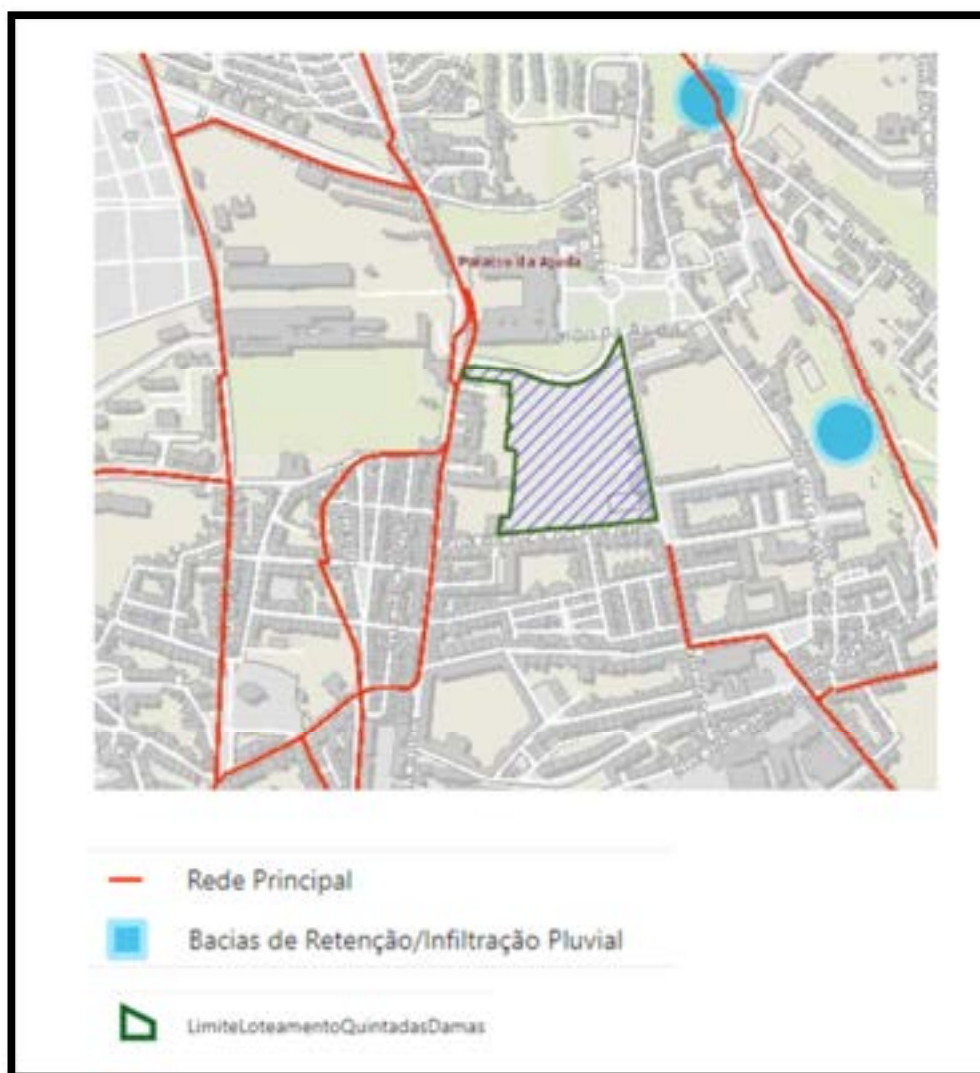 Palácio da Ajuda
Rede Principal
Bacias de Retenção/Infiltração Pluvial
LimiteLoteamentoQuintadasDamas